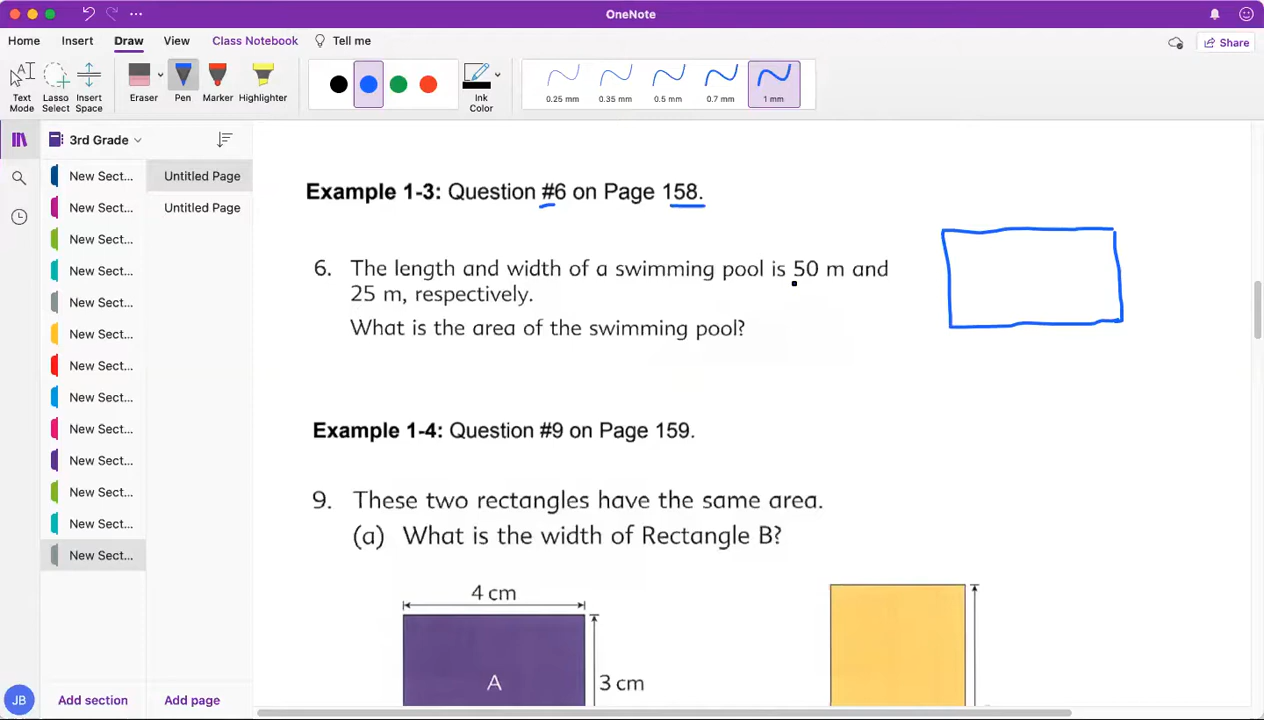 OneNote
Home Insert Draw View Class Notebook Tell me
Share
Text Mode
Lasso Select
Insert Space
Eraser
Pen
Marker
Highlighter
Ink Color
0.25 mm
0.35 mm
0.5 mm
0.7 mm
1 mm
3rd Grade
New Sect...
New Sect...
New Sect...
New Sect...
New Sect...
New Sect...
New Sect...
New Sect...
New Sect...
New Sect...
New Sect...
New Sect...
New Sect...
Untitled Page
Untitled Page
JB
Add section
Add page
Example 1-3: Question #6 on Page 158.
6. The length and width of a swimming pool is 50 m and
25 m, respectively.
What is the area of the swimming pool?
Example 1-4: Question #9 on Page 159.
9. These two rectangles have the same area.
(a) What is the width of Rectangle B?
4 cm
A
3 cm